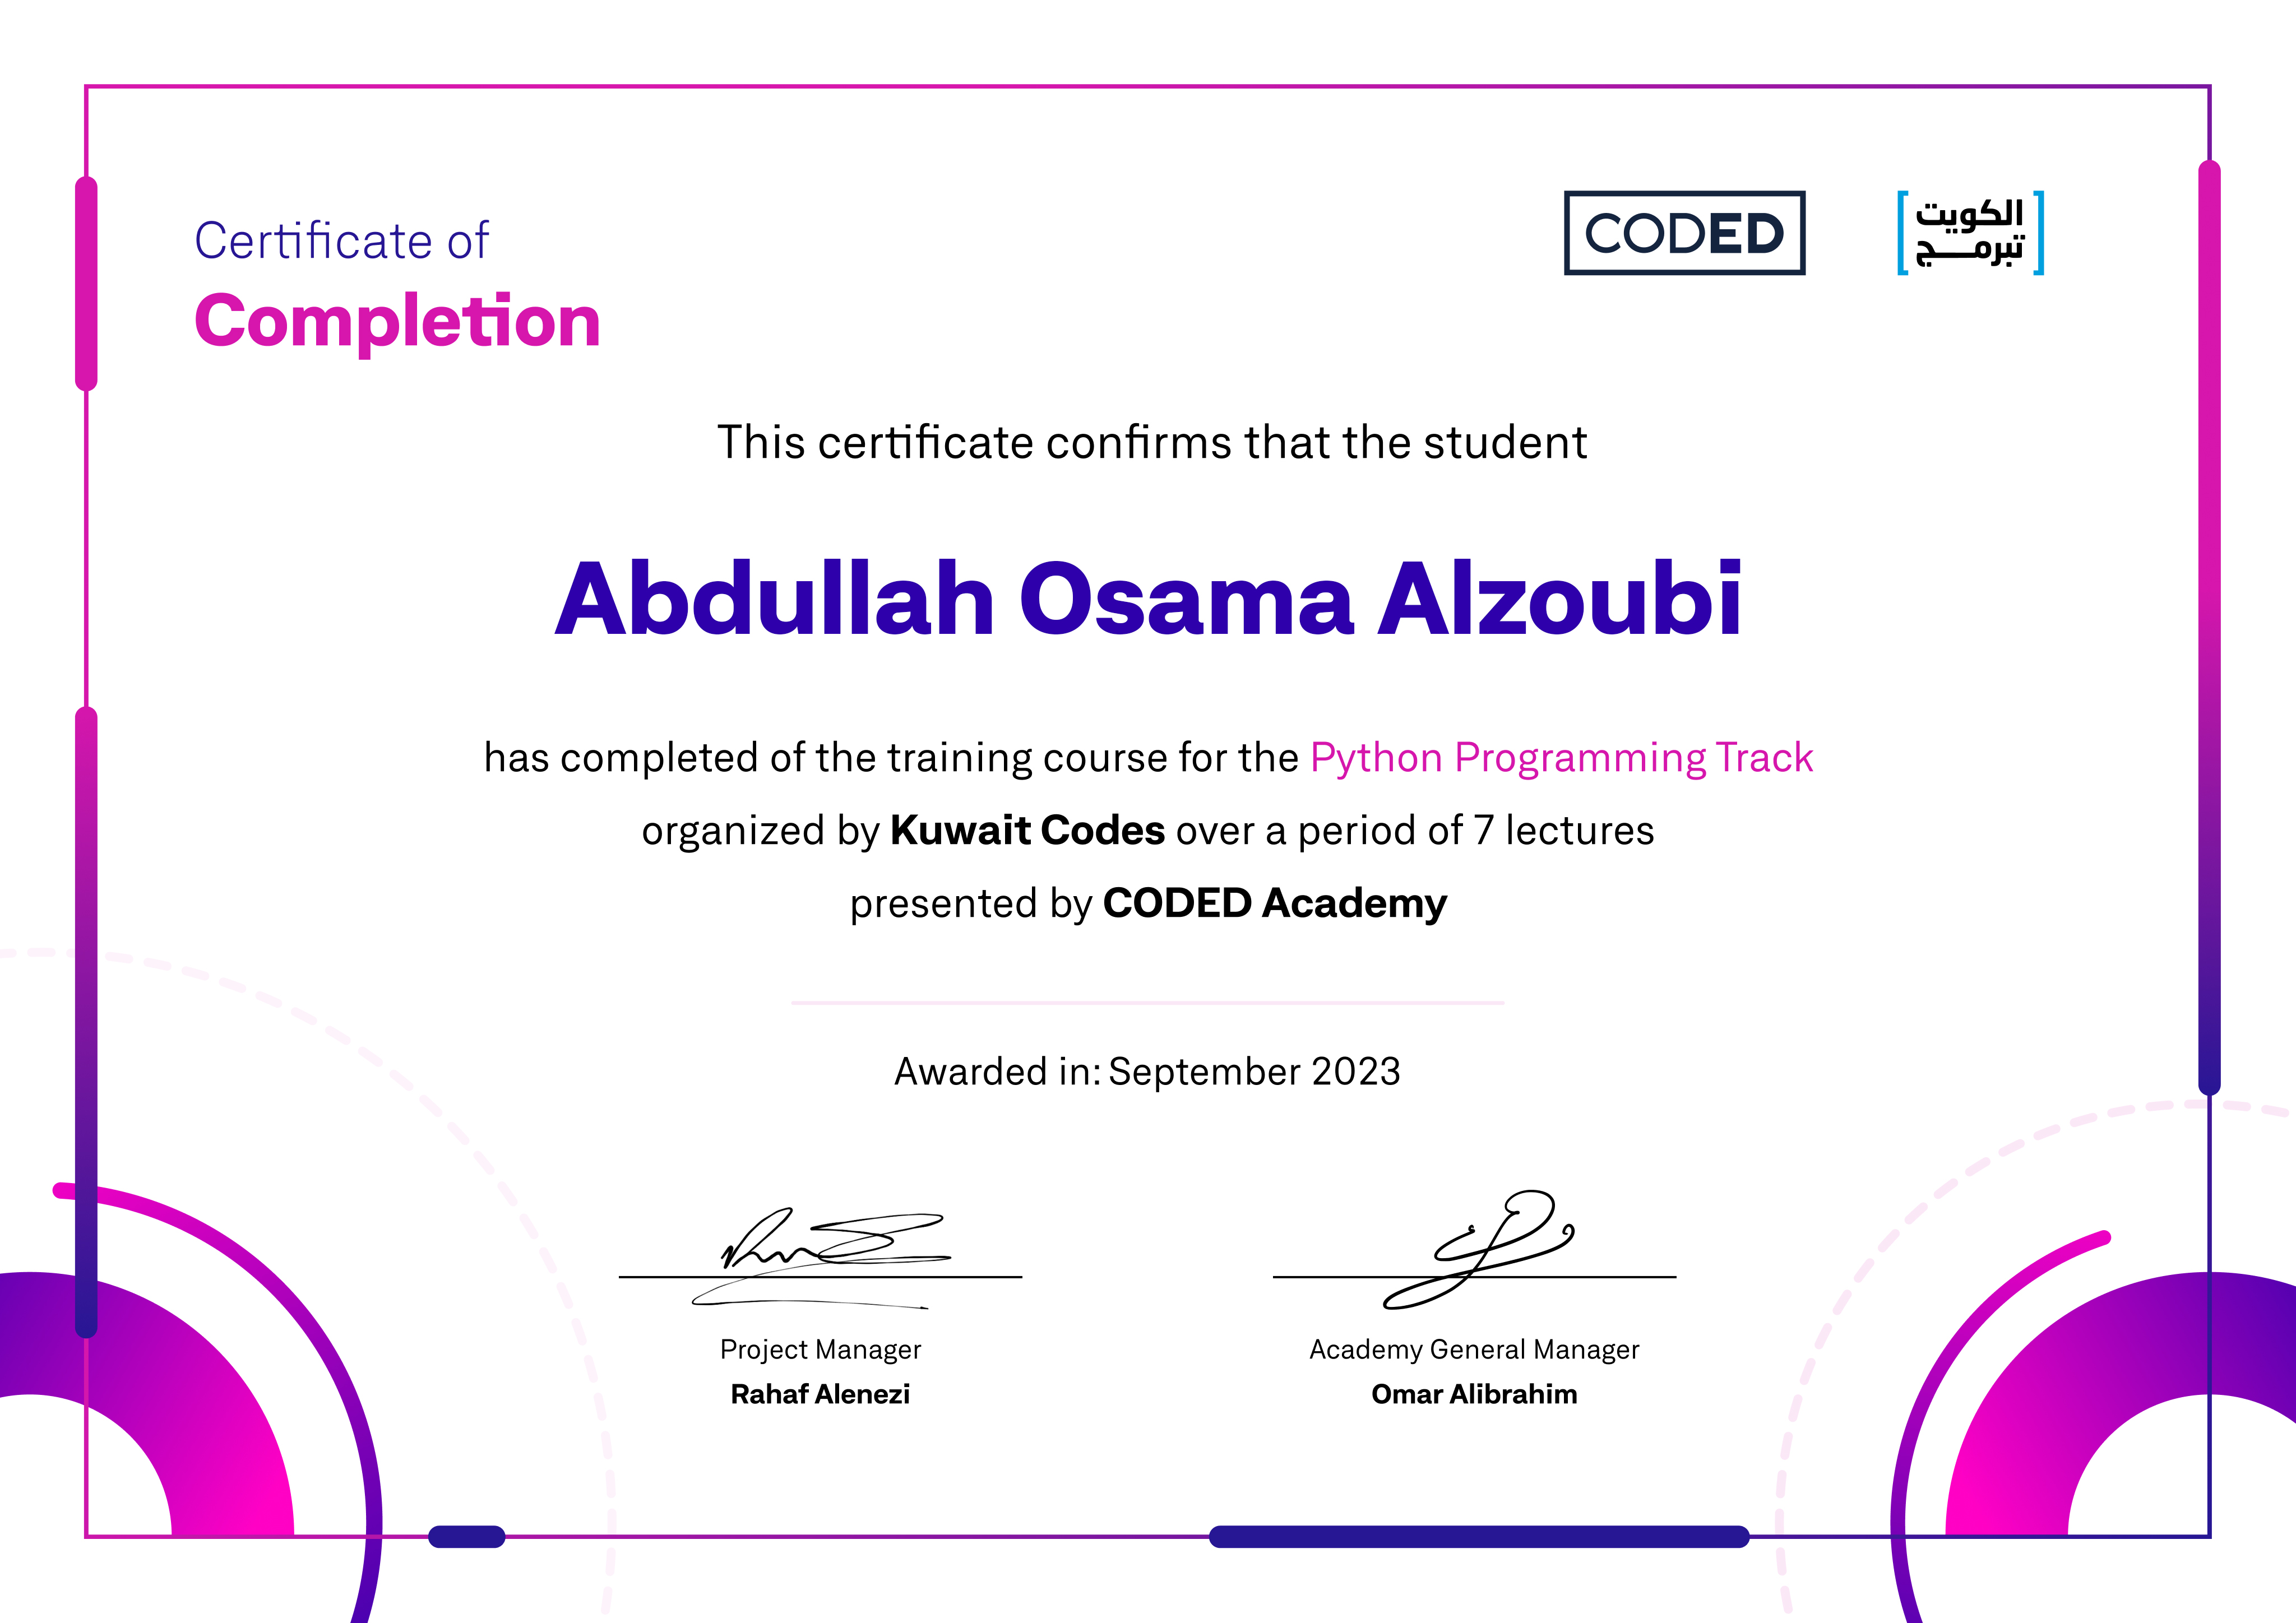 Certificate of
Completion
CODED
الكويت
تبرمج
This certificate confirms that the student
Abdullah Osama Alzoubi
has completed of the training course for the Python Programming Track
organized by Kuwait Codes over a period of 7 lectures
presented by CODED Academy
Awarded in: September 2023
Project Manager
Rahaf Alenezi
Academy General Manager
Omar Alibrahim